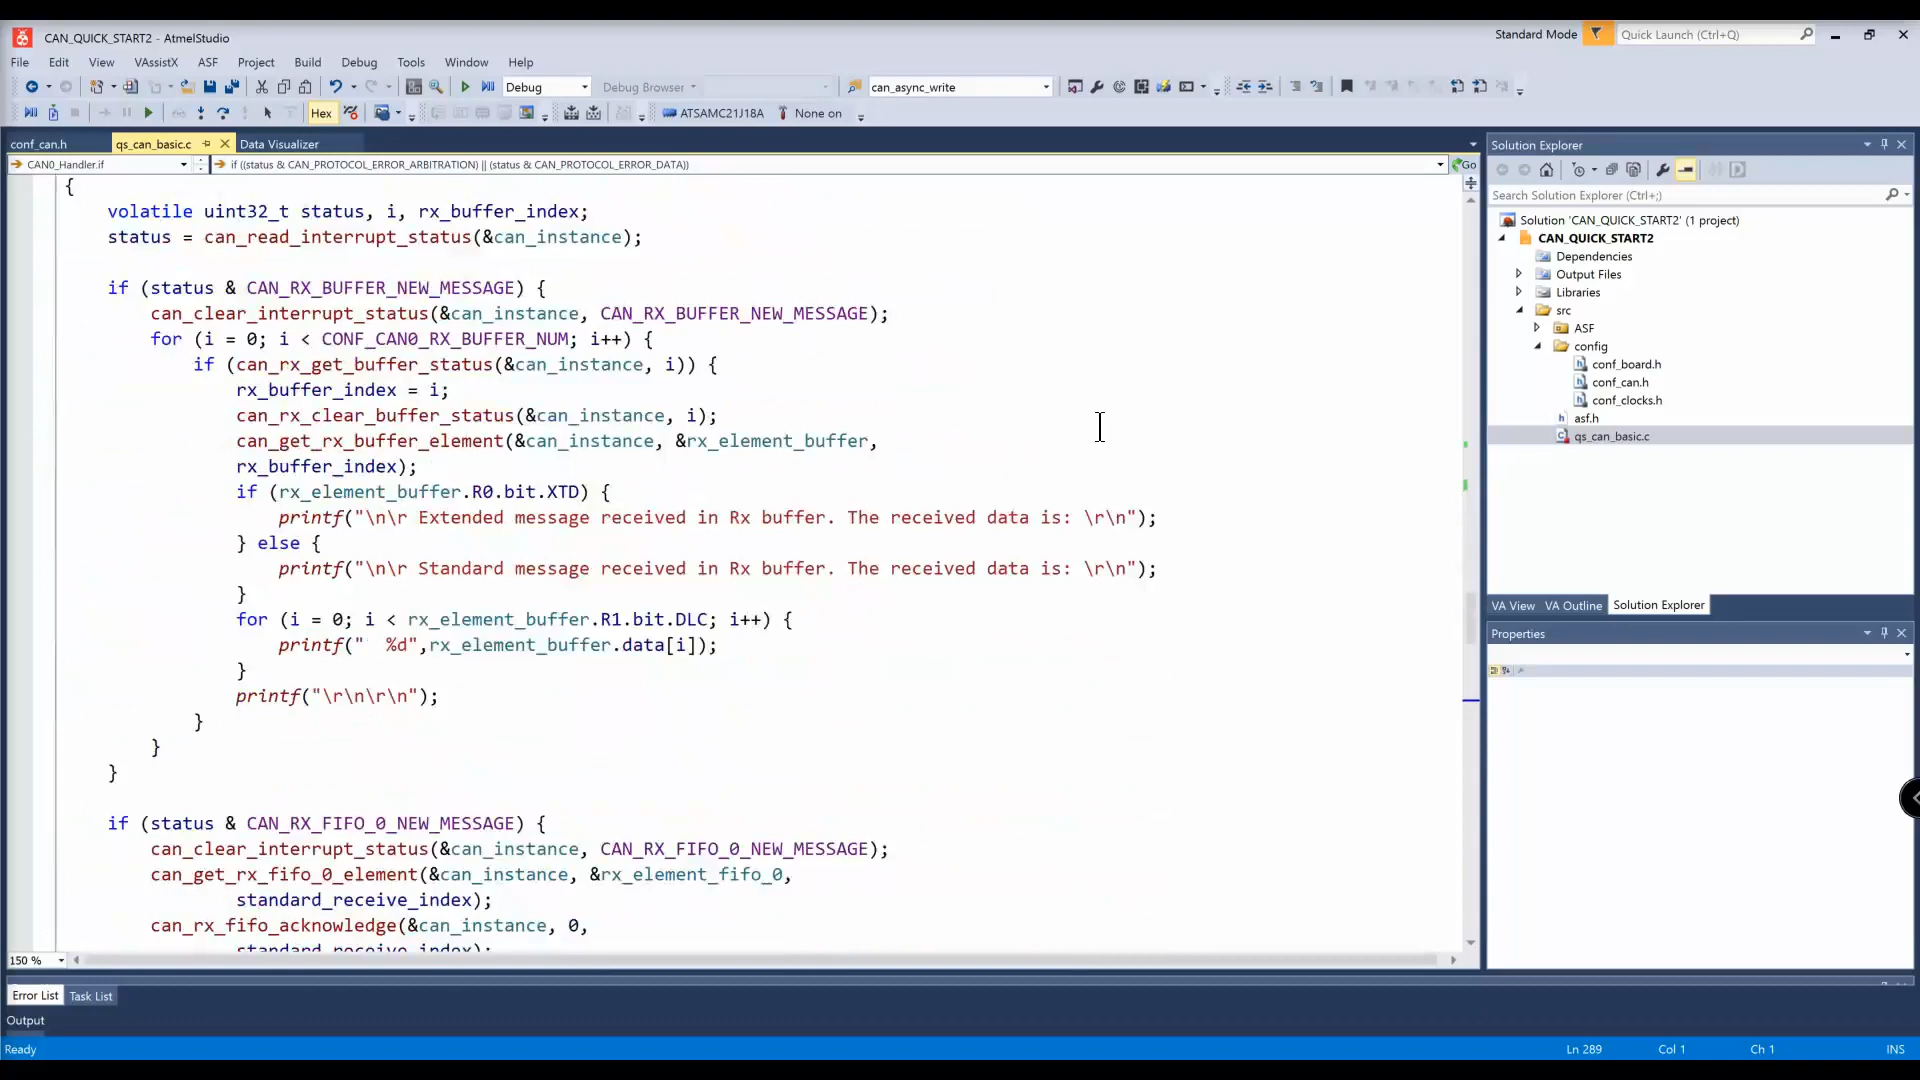 CAN_QUICK_START2 - AtmelStudio
Standard Mode
Quick Launch (Ctrl+Q)
File Edit View VAssistX ASF Project Build Debug Tools Window Help
Debug
Debug Browser
can_async_write
Hex
ATSAMC21J18A
None on
conf_can.h
qs_can_basic.c
Data Visualizer
CAN0_Handler.if
if ((status & CAN_PROTOCOL_ERROR_ARBITRATION) || (status & CAN_PROTOCOL_ERROR_DATA))
Go
{
volatile uint32_t status, i, rx_buffer_index;
status = can_read_interrupt_status(&can_instance);
if (status & CAN_RX_BUFFER_NEW_MESSAGE) {
can_clear_interrupt_status(&can_instance, CAN_RX_BUFFER_NEW_MESSAGE);
for (i = 0; i < CONF_CAN0_RX_BUFFER_NUM; i++) {
if (can_rx_get_buffer_status(&can_instance, i)) {
rx_buffer_index = i;
can_rx_clear_buffer_status(&can_instance, i);
can_get_rx_buffer_element(&can_instance, &rx_element_buffer,
rx_buffer_index);
if (rx_element_buffer.R0.bit.XTD) {
printf("\n\r Extended message received in Rx buffer. The received data is: \r\n");
} else {
printf("\n\r Standard message received in Rx buffer. The received data is: \r\n");
}
for (i = 0; i < rx_element_buffer.R1.bit.DLC; i++) {
printf("  %d",rx_element_buffer.data[i]);
}
printf("\r\n\r\n");
}
}
}
if (status & CAN_RX_FIFO_0_NEW_MESSAGE) {
can_clear_interrupt_status(&can_instance, CAN_RX_FIFO_0_NEW_MESSAGE);
can_get_rx_fifo_0_element(&can_instance, &rx_element_fifo_0,
standard_receive_index);
can_rx_fifo_acknowledge(&can_instance, 0,
standard_receive_index);
150 %
Solution Explorer
Search Solution Explorer (Ctrl+;)
Solution 'CAN_QUICK_START2' (1 project)
CAN_QUICK_START2
Dependencies
Output Files
Libraries
src
ASF
config
conf_board.h
conf_can.h
conf_clocks.h
asf.h
qs_can_basic.c
VA View VA Outline Solution Explorer
Properties
Error List Task List
Output
Ready
Ln 289 Col 1 Ch 1 INS